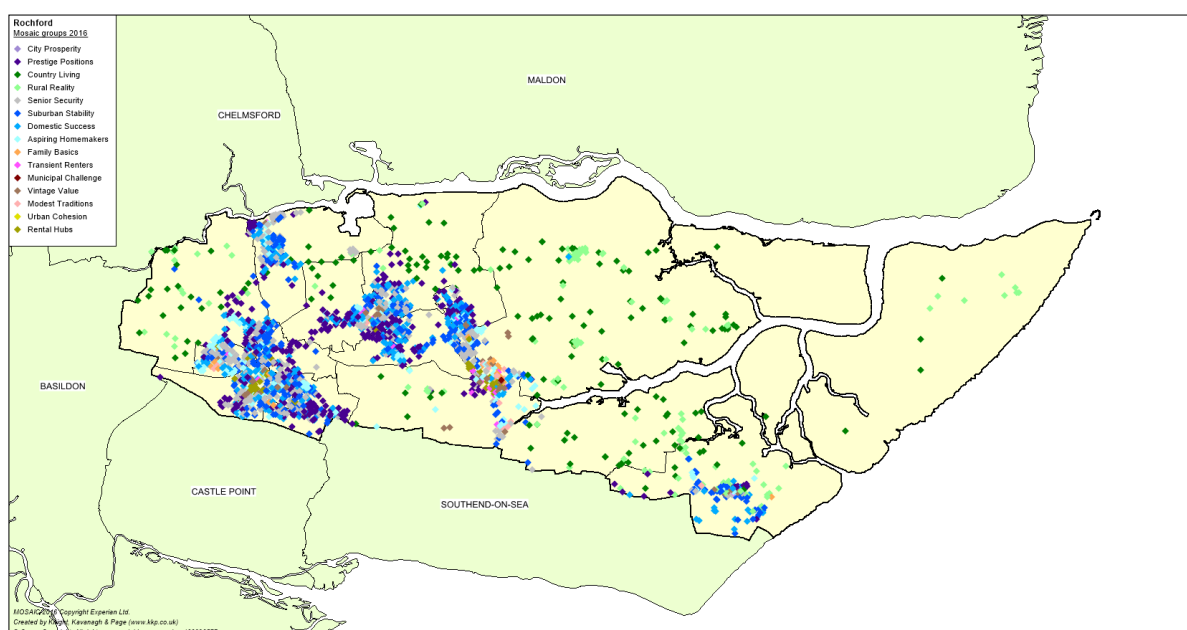 Rochford
Mosaic groups 2016
City Prosperity
Prestige Positions
Country Living
Rural Reality
Senior Security
Suburban Stability
Domestic Success
Aspiring Homemakers
Family Basics
Transient Renters
Municipal Challenge
Vintage Value
Modest Traditions
Urban Cohesion
Rental Hubs
MALDON
CHELMSFORD
BASILDON
CASTLE POINT
SOUTHEND-ON-SEA
MOSAIC 2016 Copyright Experian Ltd.
Created by Knight, Kavanagh & Page (www.kkp.co.uk)